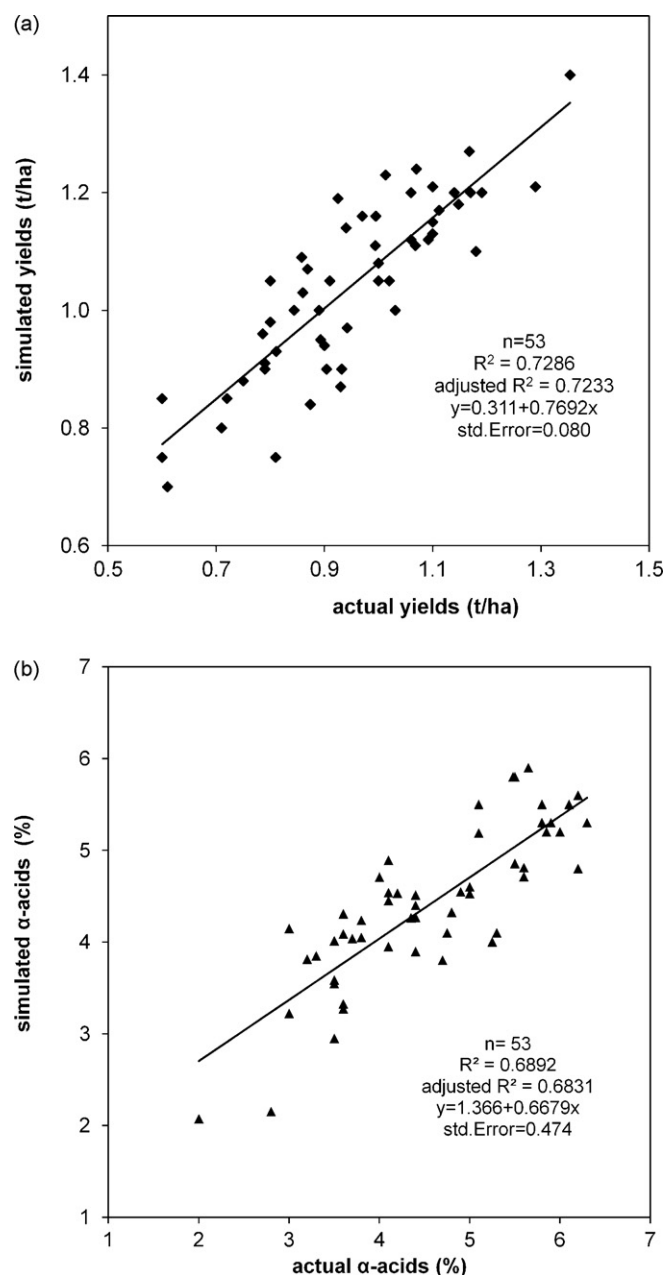 (a)
simulated yields (t/ha)
1.4
1.2
1.0
0.8
0.6
n=53
R² = 0.7286
adjusted R² = 0.7233
y=0.311+0.7692x
std.Error=0.080
0.5 0.7 0.9 1.1 1.3 1.5
actual yields (t/ha)
(b)
simulated α-acids (%)
7
6
5
4
3
2
1
n= 53
R² = 0.6892
adjusted R² = 0.6831
y=1.366+0.6679x
std.Error=0.474
1 2 3 4 5 6 7
actual α-acids (%)